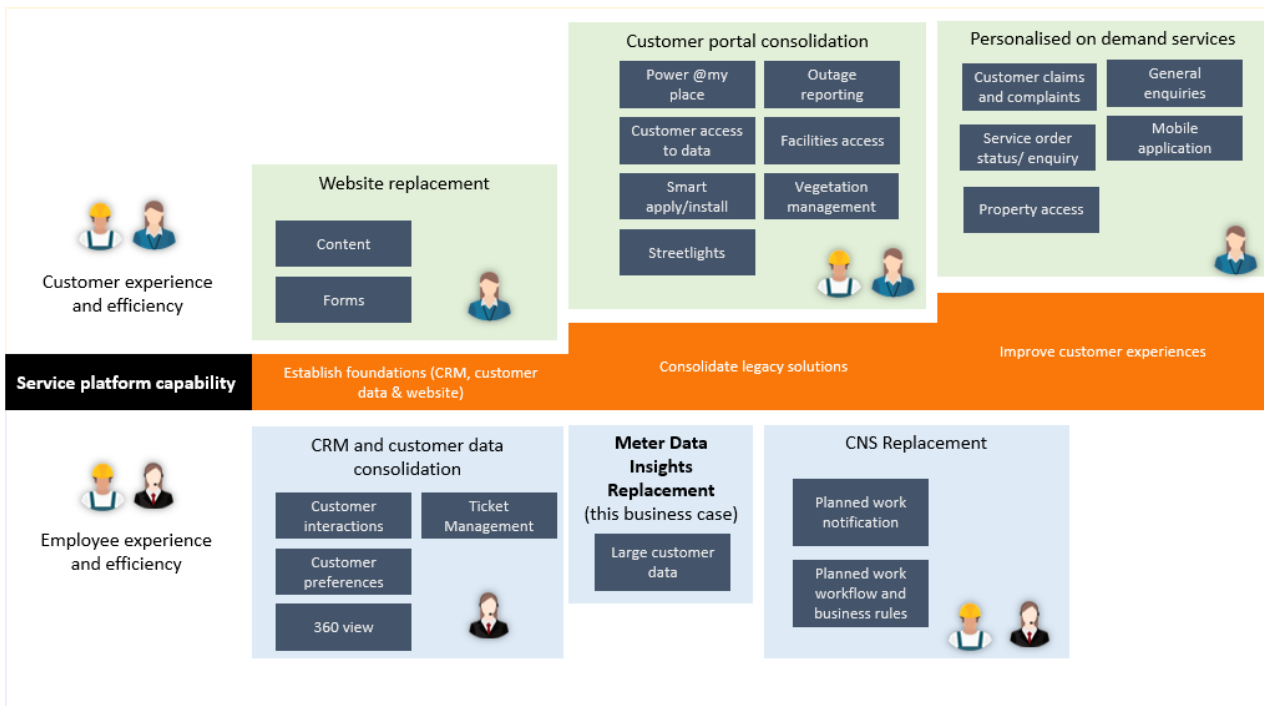 Customer portal consolidation
Power @my
place
Outage
reporting
Customer access
to data
Facilities access
Smart
apply/install
Vegetation
management
Streetlights
Personalised on demand services
Customer claims
and complaints
General
enquiries
Service order
status/ enquiry
Mobile
application
Property access
Website replacement
Content
Forms
Customer experience
and efficiency
Service platform capability
Establish foundations (CRM, customer
data & website)
Consolidate legacy solutions
Improve customer experiences
Employee experience
and efficiency
CRM and customer data
consolidation
Customer
interactions
Ticket
Management
Customer
preferences
360 view
Meter Data
Insights
Replacement
(this business case)
Large customer
data
CNS Replacement
Planned work
notification
Planned work
workflow and
business rules